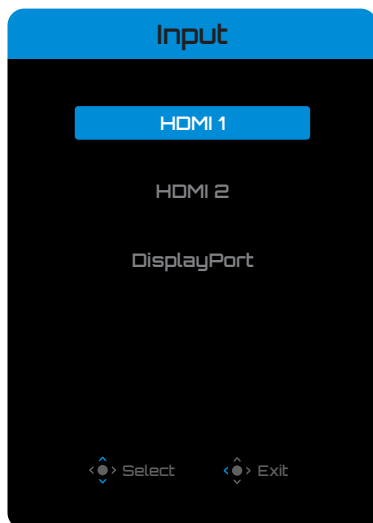 Input
HDMI 1
HDMI 2
DisplayPort
Select Exit